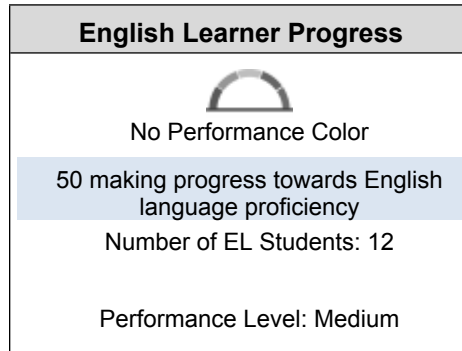 English Learner Progress
No Performance Color
50 making progress towards English
language proficiency
Number of EL Students: 12
Performance Level: Medium